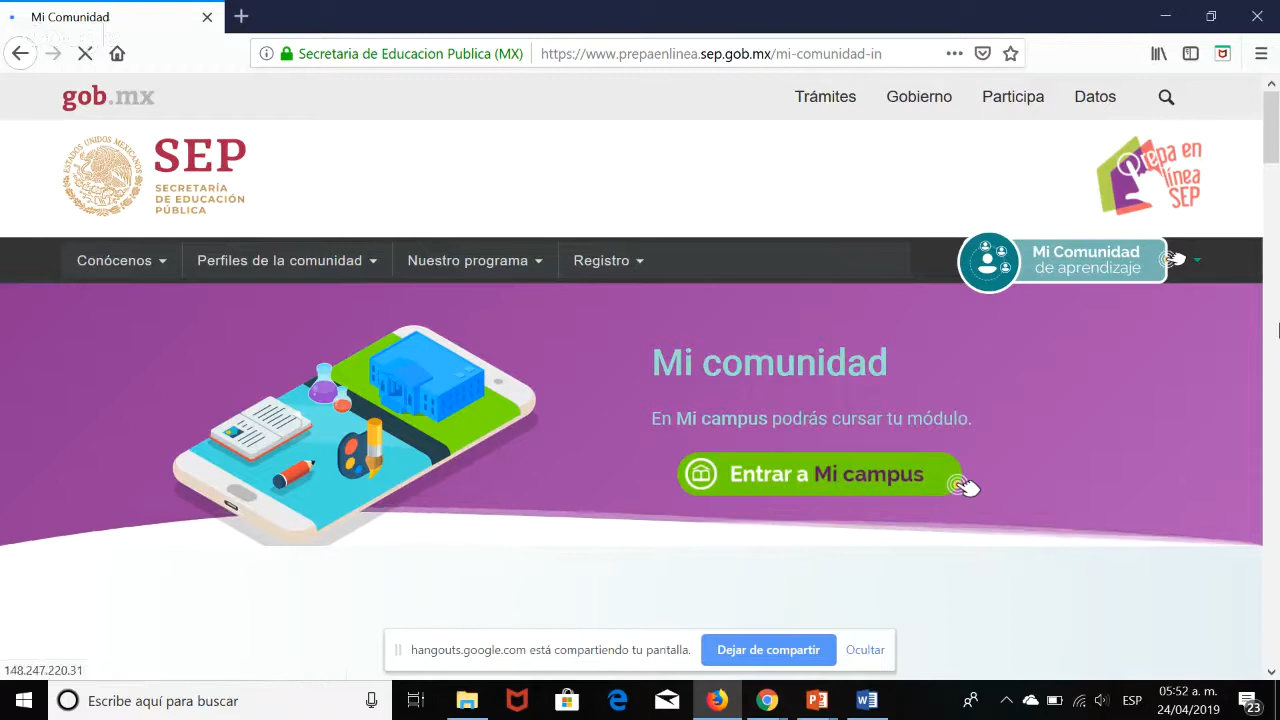 Mi Comunidad
Secretaria de Educacion Publica (MX)
https://www.prepaenlinea.sep.gob.mx/mi-comunidad-in
gob.mx
Trámites
Gobierno
Participa
Datos
ESTADOS UNIDOS MEXICANOS
SEP
SECRETARÍA
DE EDUCACIÓN
PÚBLICA
Prepa en
línea
SEP
Conócenos
Perfiles de la comunidad
Nuestro programa
Registro
Mi Comunidad
de aprendizaje
Mi comunidad
En Mi campus podrás cursar tu módulo.
Entrar a Mi campus
hangouts.google.com está compartiendo tu pantalla.
Dejar de compartir
Ocultar
148.247.220.31
Escribe aquí para buscar
ESP
05:52 a. m.
24/04/2019
23